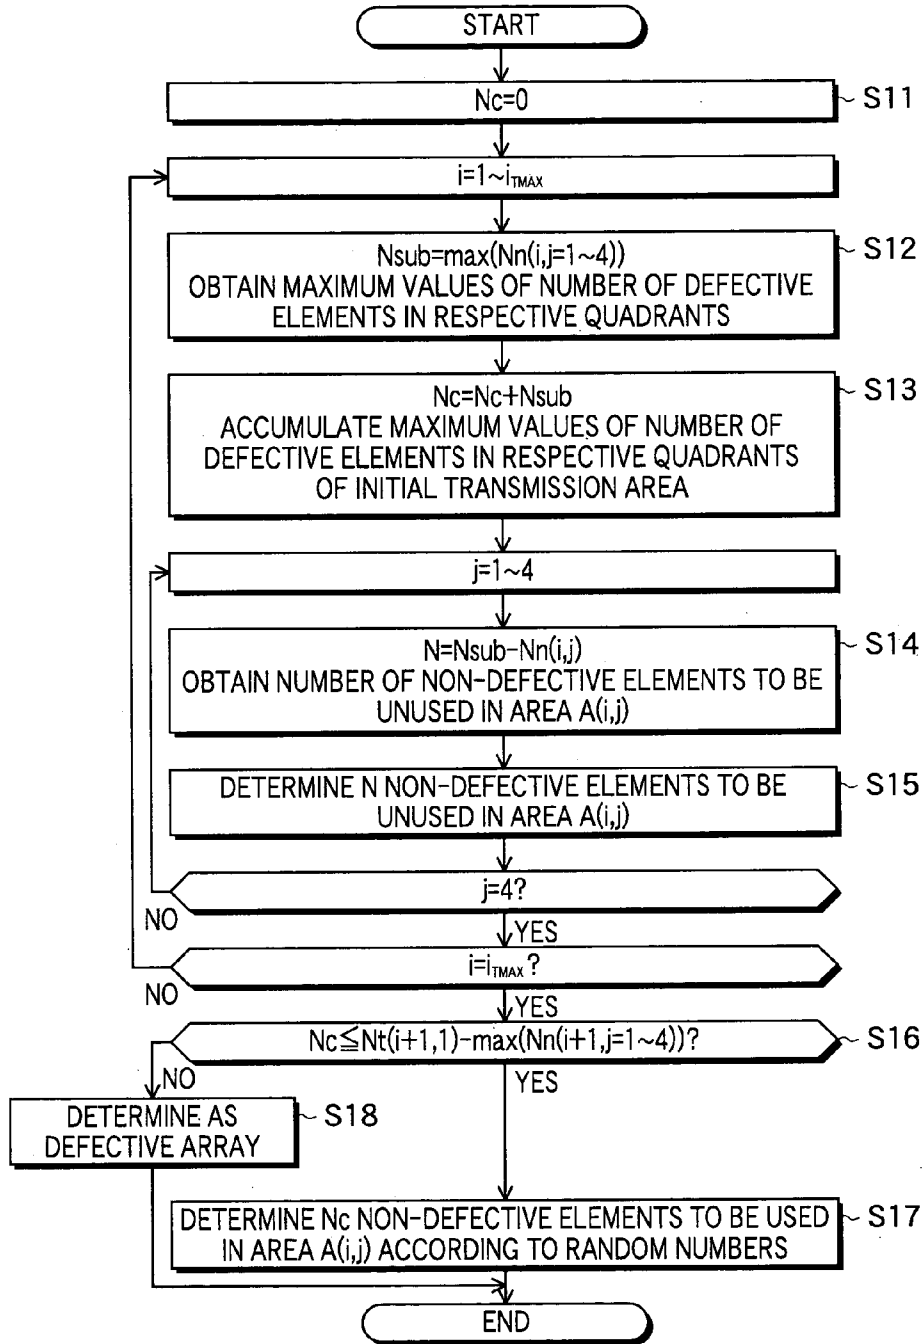 START
Nc=0
S11
i=1~iTMAX
Nsub=max(Nn(i,j=1~4))
OBTAIN MAXIMUM VALUES OF NUMBER OF DEFECTIVE
ELEMENTS IN RESPECTIVE QUADRANTS
S12
Nc=Nc+Nsub
ACCUMULATE MAXIMUM VALUES OF NUMBER OF
DEFECTIVE ELEMENTS IN RESPECTIVE QUADRANTS
OF INITIAL TRANSMISSION AREA
S13
j=1~4
N=Nsub-Nn(i,j)
OBTAIN NUMBER OF NON-DEFECTIVE ELEMENTS TO BE
UNUSED IN AREA A(i,j)
S14
DETERMINE N NON-DEFECTIVE ELEMENTS TO BE
UNUSED IN AREA A(i,j)
S15
j=4?
NO
YES
i=iTMAX?
NO
YES
Nc≦Nt(i+1,1)-max(Nn(i+1,j=1~4))?
S16
NO
YES
DETERMINE AS
DEFECTIVE ARRAY
S18
DETERMINE Nc NON-DEFECTIVE ELEMENTS TO BE USED
IN AREA A(i,j) ACCORDING TO RANDOM NUMBERS
S17
END